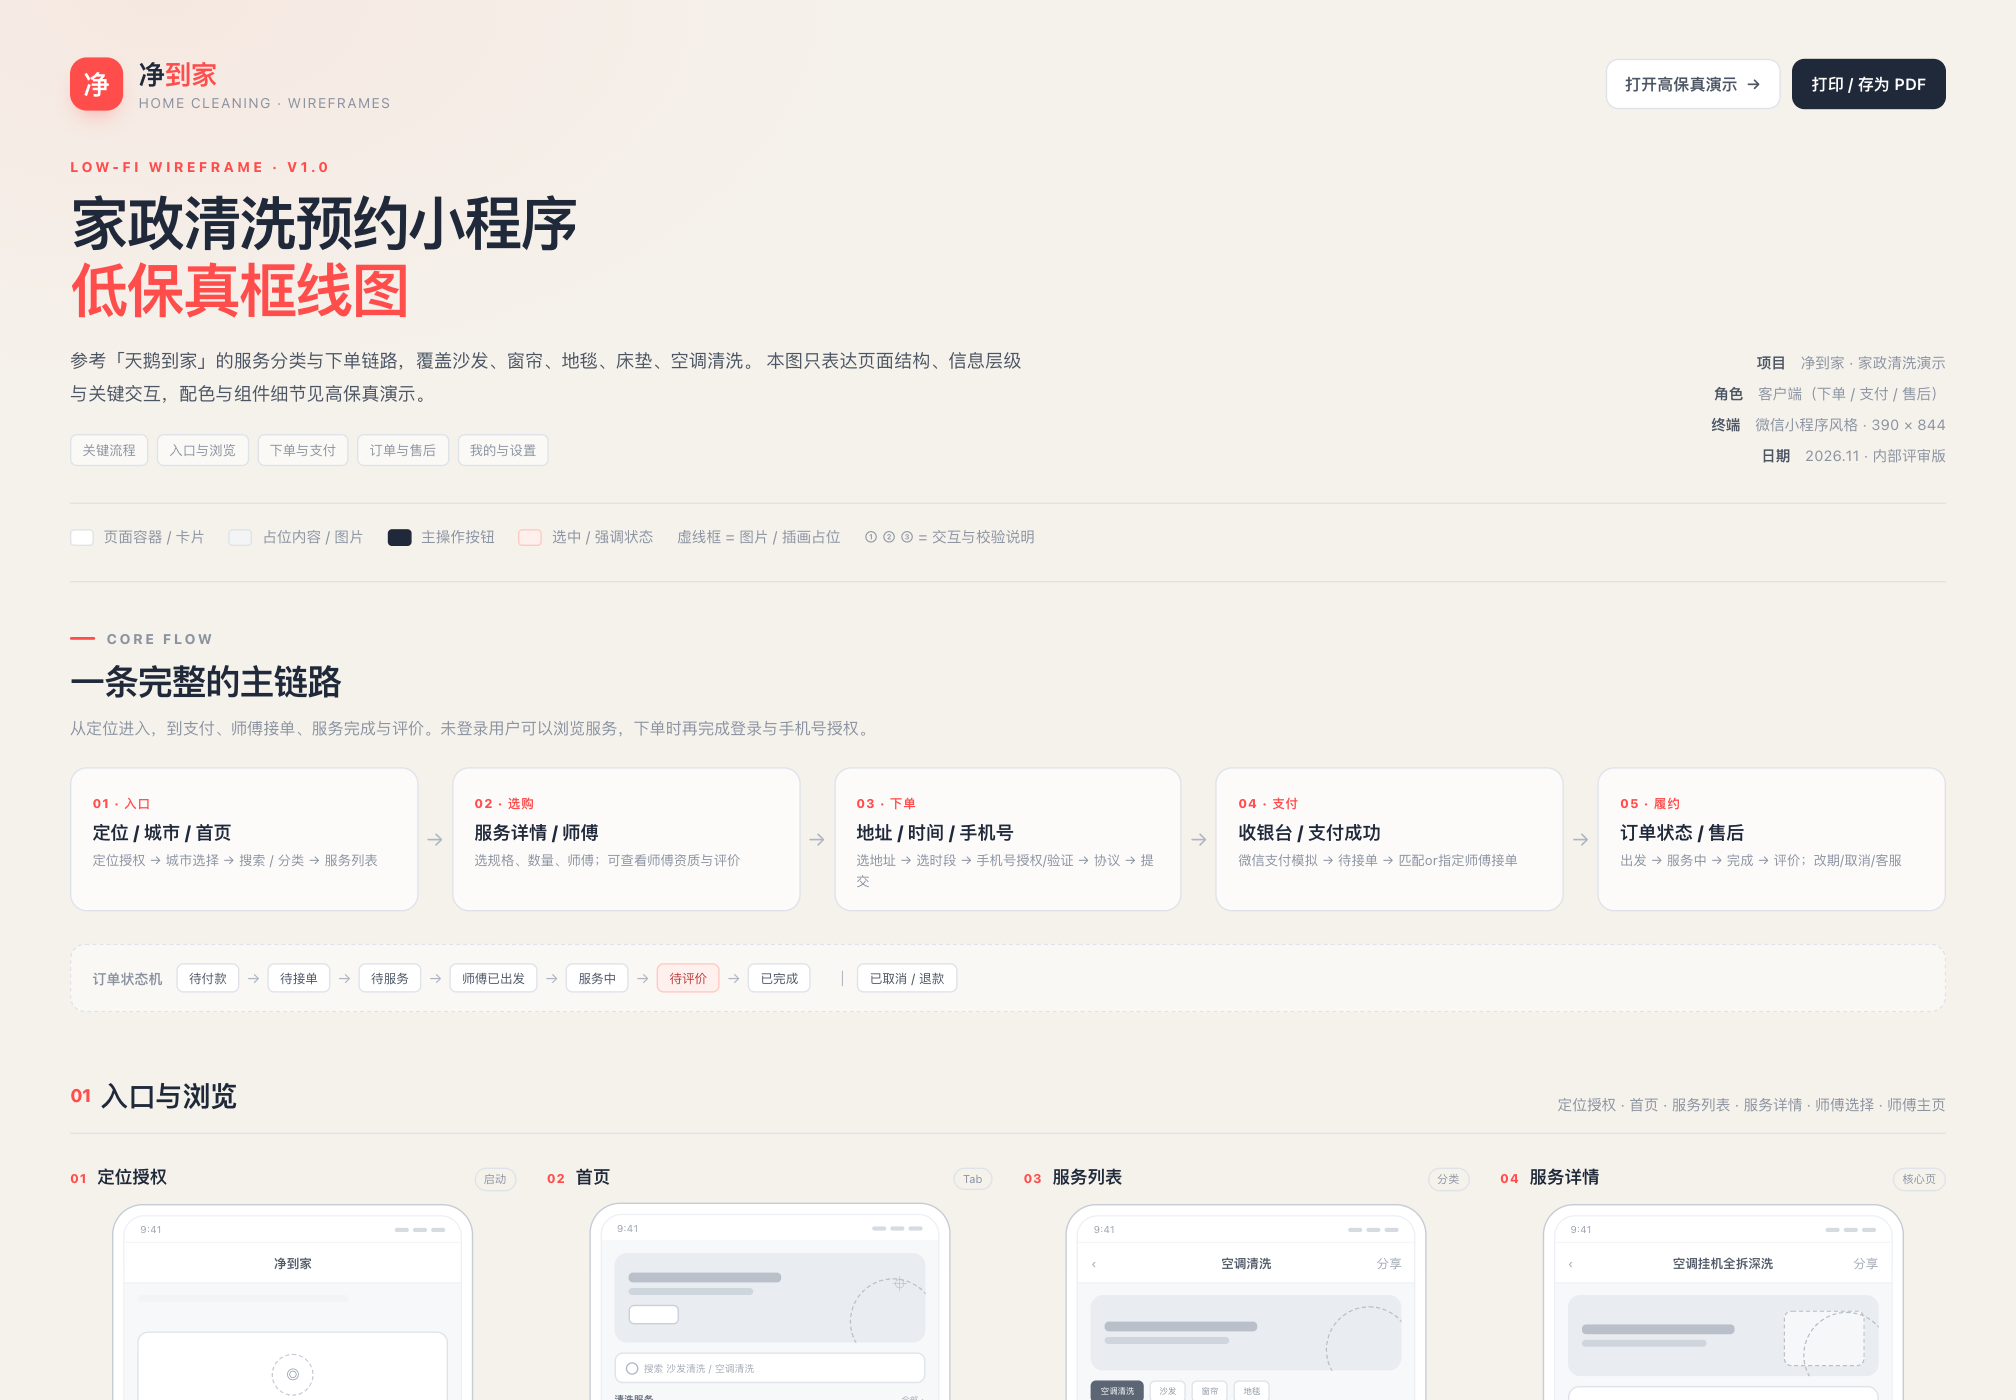 净
净到家
HOME CLEANING · WIREFRAMES
打开高保真演示 →
打印 / 存为 PDF
LOW-FI WIREFRAME · V1.0
家政清洗预约小程序
低保真框线图
参考「天鹅到家」的服务分类与下单链路，覆盖沙发、窗帘、地毯、床垫、空调清洗。 本图只表达页面结构、信息层级
与关键交互，配色与组件细节见高保真演示。
关键流程
入口与浏览
下单与支付
订单与售后
我的与设置
项目 净到家 · 家政清洗演示
角色 客户端（下单 / 支付 / 售后）
终端 微信小程序风格 · 390 × 844
日期 2026.11 · 内部评审版
页面容器 / 卡片
占位内容 / 图片
主操作按钮
选中 / 强调状态
虚线框 = 图片 / 插画占位
① ② ③ = 交互与校验说明
CORE FLOW
一条完整的主链路
从定位进入，到支付、师傅接单、服务完成与评价。未登录用户可以浏览服务，下单时再完成登录与手机号授权。
01 · 入口
定位 / 城市 / 首页
定位授权 → 城市选择 → 搜索 / 分类 → 服务列表
→
02 · 选购
服务详情 / 师傅
选规格、数量、师傅；可查看师傅资质与评价
→
03 · 下单
地址 / 时间 / 手机号
选地址 → 选时段 → 手机号授权/验证 → 协议 → 提
交
→
04 · 支付
收银台 / 支付成功
微信支付模拟 → 待接单 → 匹配or指定师傅接单
→
05 · 履约
订单状态 / 售后
出发 → 服务中 → 完成 → 评价；改期/取消/客服
订单状态机 待付款 → 待接单 → 待服务 → 师傅已出发 → 服务中 → 待评价 → 已完成 | 已取消 / 退款
01 入口与浏览
定位授权 · 首页 · 服务列表 · 服务详情 · 师傅选择 · 师傅主页
01 定位授权
启动
9:41
净到家
02 首页
Tab
9:41
搜索 沙发清洗 / 空调清洗
清洗服务
03 服务列表
分类
9:41
‹ 空调清洗 分享
空调清洗 沙发 窗帘 地毯
04 服务详情
核心页
9:41
‹ 空调挂机全拆深洗 分享